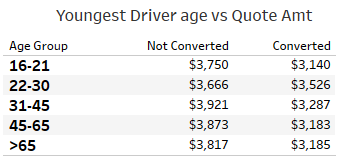 Youngest Driver age vs Quote Amt
Age Group Not Converted Converted
16-21 $3,750 $3,140
22-30 $3,666 $3,526
31-45 $3,921 $3,287
45-65 $3,873 $3,183
>65 $3,817 $3,185